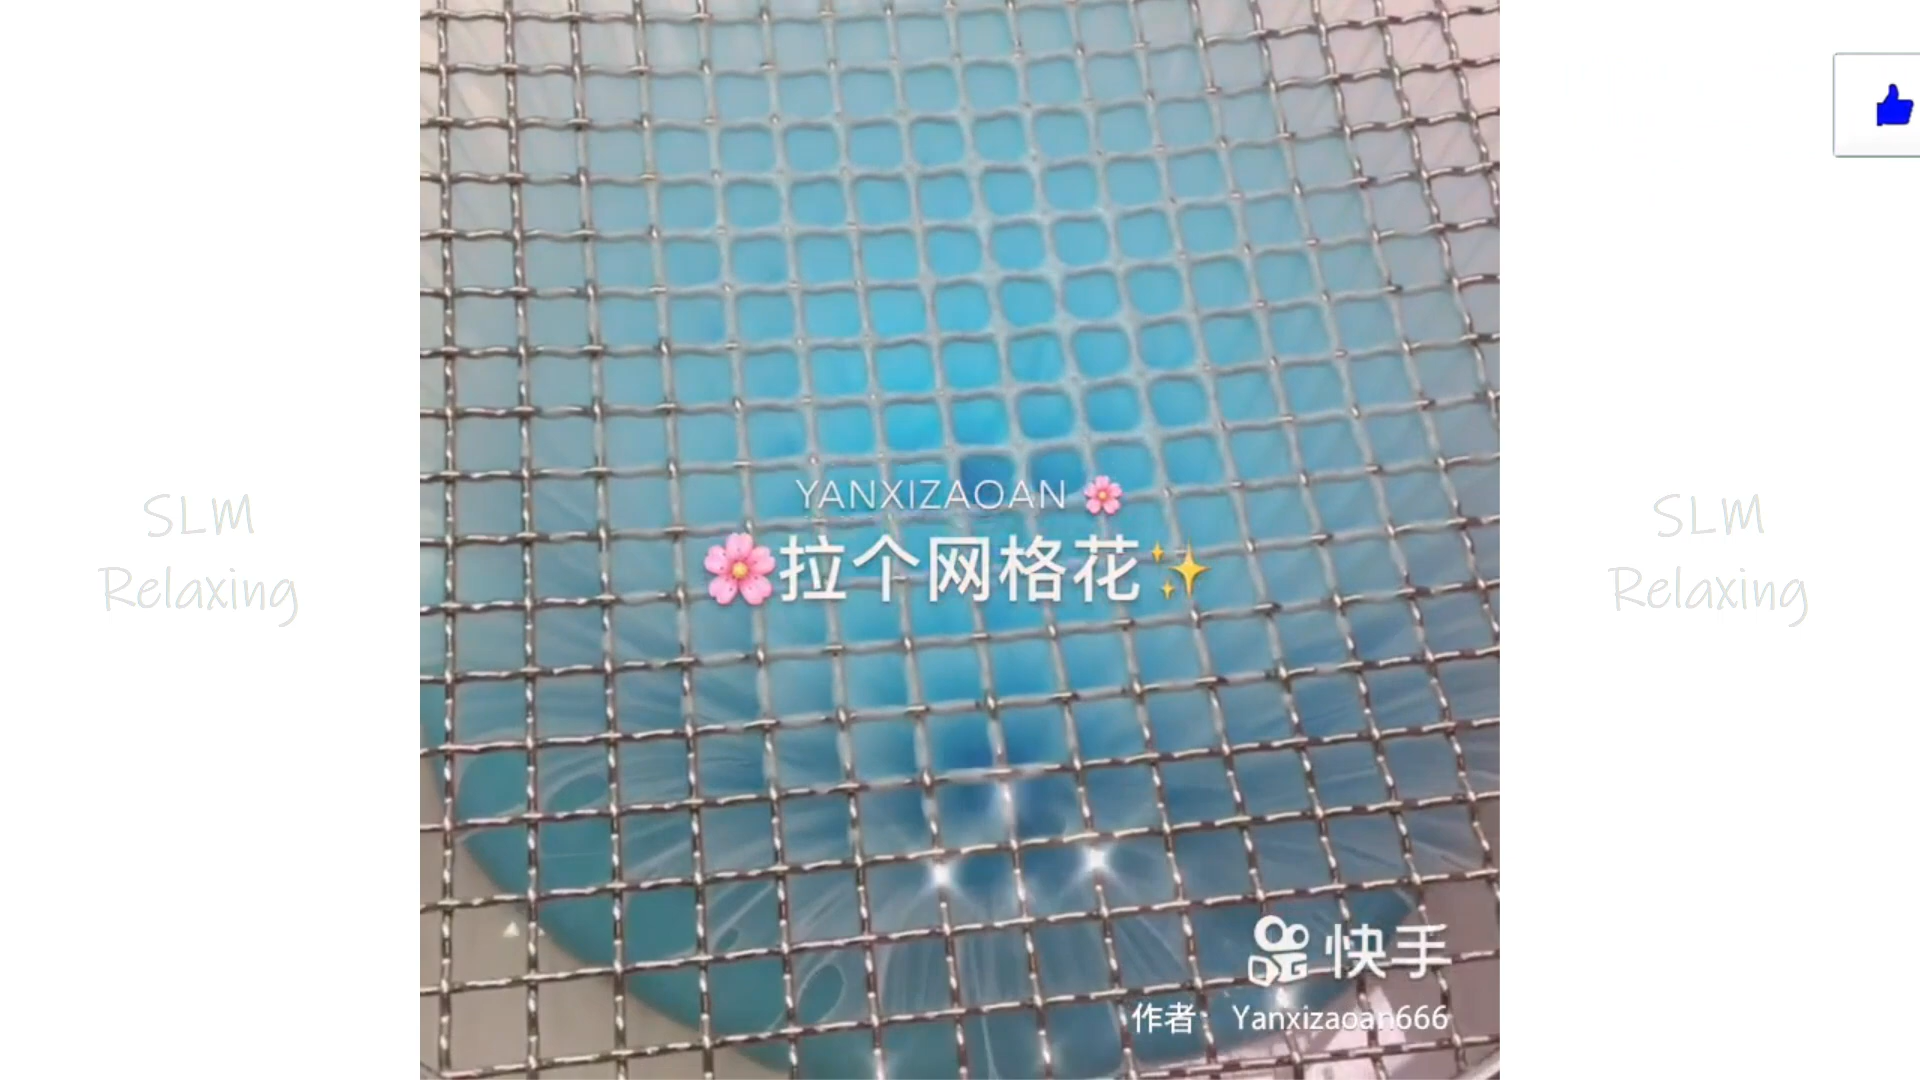 YANXIZAOAN
拉个网格花
SLM
Relaxing
SLM
Relaxing
快手
作者: Yanxizaoan666